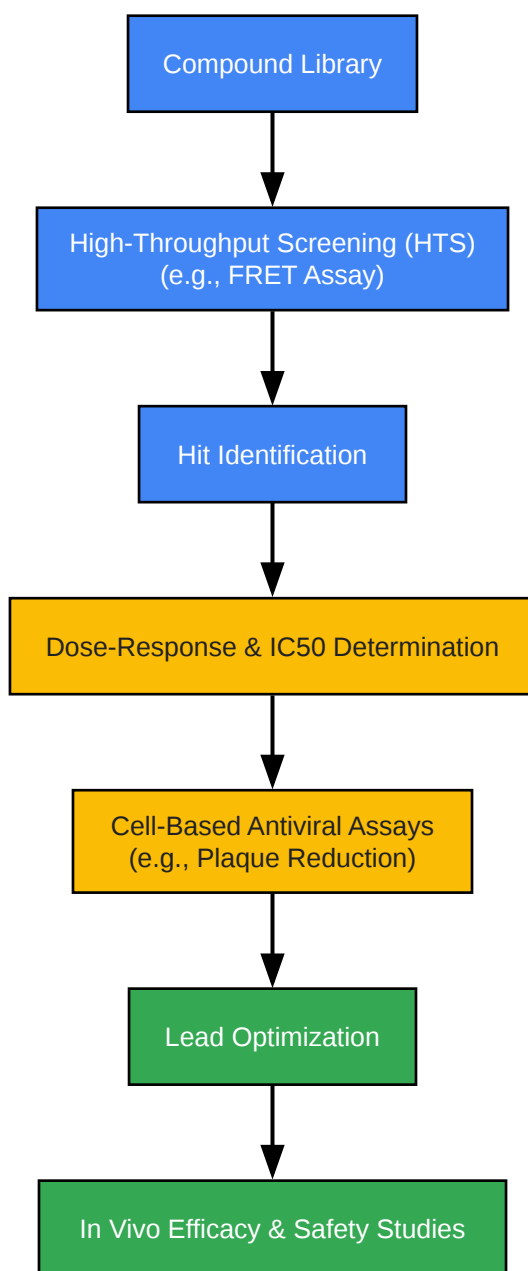 Compound Library
High-Throughput Screening (HTS)
(e.g., FRET Assay)
Hit Identification
Dose-Response & IC50 Determination
Cell-Based Antiviral Assays
(e.g., Plaque Reduction)
Lead Optimization
In Vivo Efficacy & Safety Studies